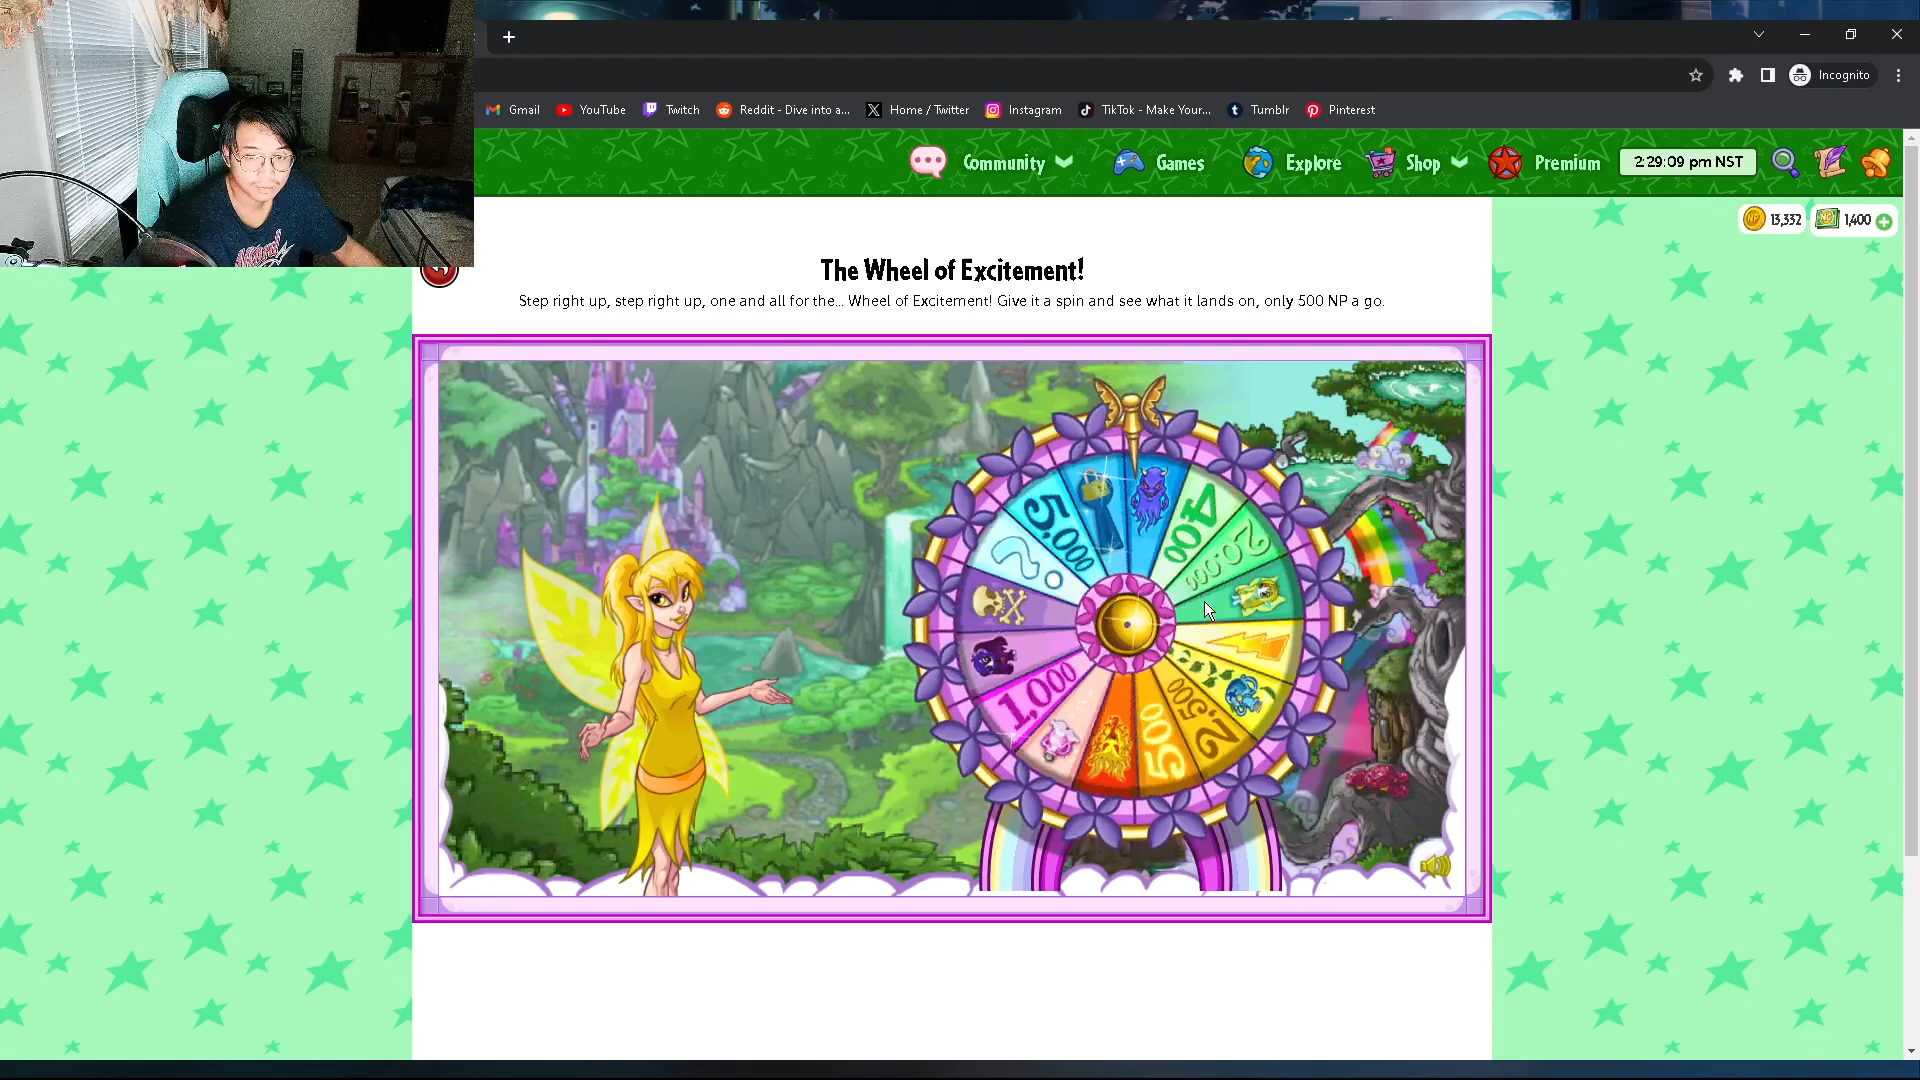 Incognito
Gmail YouTube Twitch Reddit - Dive into a... Home / Twitter Instagram TikTok - Make Your... Tumblr Pinterest
Community Games Explore Shop Premium 2:29:09 pm NST
NP 13,332 NC 1,400
The Wheel of Excitement!
Step right up, step right up, one and all for the... Wheel of Excitement! Give it a spin and see what it lands on, only 500 NP a go.
400
20,000
2,500
500
1,000
?
5,000